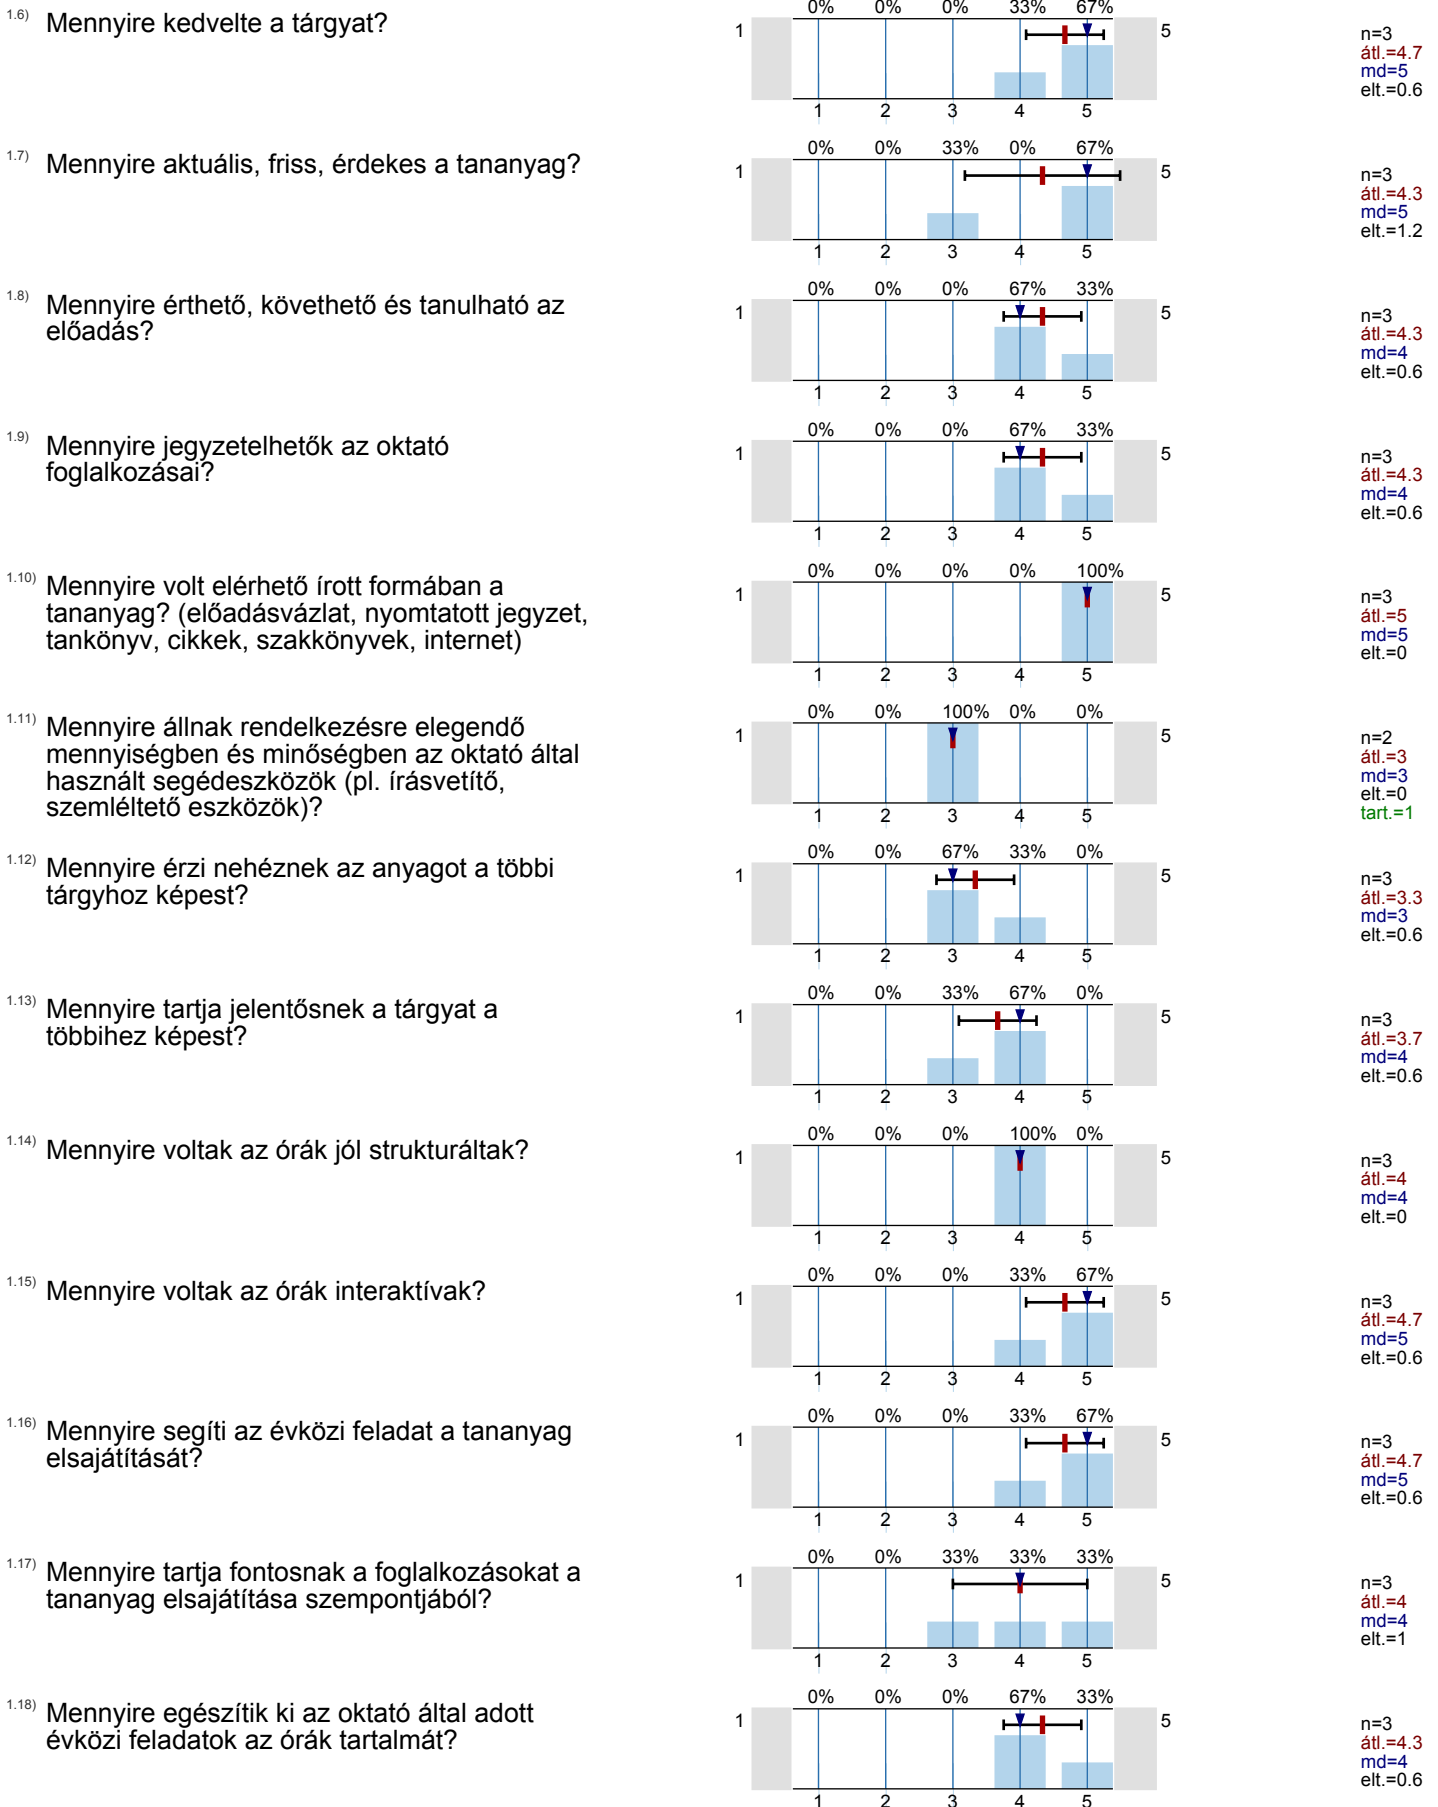 1.6) Mennyire kedvelte a tárgyat?
0% 0% 0% 33% 67%
1 5
1 2 3 4 5
n=3
átl.=4.7
md=5
elt.=0.6
1.7) Mennyire aktuális, friss, érdekes a tananyag?
0% 0% 33% 0% 67%
1 5
1 2 3 4 5
n=3
átl.=4.3
md=5
elt.=1.2
1.8) Mennyire érthető, követhető és tanulható az
előadás?
0% 0% 0% 67% 33%
1 5
1 2 3 4 5
n=3
átl.=4.3
md=4
elt.=0.6
1.9) Mennyire jegyzetelhetők az oktató
foglalkozásai?
0% 0% 0% 67% 33%
1 5
1 2 3 4 5
n=3
átl.=4.3
md=4
elt.=0.6
1.10) Mennyire volt elérhető írott formában a
tananyag? (előadásvázlat, nyomtatott jegyzet,
tankönyv, cikkek, szakkönyvek, internet)
0% 0% 0% 0% 100%
1 5
1 2 3 4 5
n=3
átl.=5
md=5
elt.=0
1.11) Mennyire állnak rendelkezésre elegendő
mennyiségben és minőségben az oktató által
használt segédeszközök (pl. írásvetítő,
szemléltető eszközök)?
0% 0% 100% 0% 0%
1 5
1 2 3 4 5
n=2
átl.=3
md=3
elt.=0
tart.=1
1.12) Mennyire érzi nehéznek az anyagot a többi
tárgyhoz képest?
0% 0% 67% 33% 0%
1 5
1 2 3 4 5
n=3
átl.=3.3
md=3
elt.=0.6
1.13) Mennyire tartja jelentősnek a tárgyat a
többihez képest?
0% 0% 33% 67% 0%
1 5
1 2 3 4 5
n=3
átl.=3.7
md=4
elt.=0.6
1.14) Mennyire voltak az órák jól strukturáltak?
0% 0% 0% 100% 0%
1 5
1 2 3 4 5
n=3
átl.=4
md=4
elt.=0
1.15) Mennyire voltak az órák interaktívak?
0% 0% 0% 33% 67%
1 5
1 2 3 4 5
n=3
átl.=4.7
md=5
elt.=0.6
1.16) Mennyire segíti az évközi feladat a tananyag
elsajátítását?
0% 0% 0% 33% 67%
1 5
1 2 3 4 5
n=3
átl.=4.7
md=5
elt.=0.6
1.17) Mennyire tartja fontosnak a foglalkozásokat a
tananyag elsajátítása szempontjából?
0% 0% 33% 33% 33%
1 5
1 2 3 4 5
n=3
átl.=4
md=4
elt.=1
1.18) Mennyire egészítik ki az oktató által adott
évközi feladatok az órák tartalmát?
0% 0% 0% 67% 33%
1 5
1 2 3 4 5
n=3
átl.=4.3
md=4
elt.=0.6